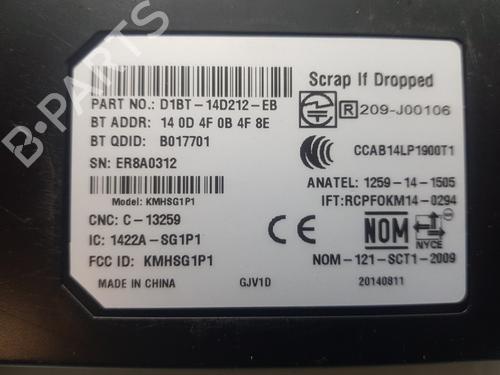 B-PARTS
Scrap If Dropped
PART NO.: D1BT-14D212-EB
R 209-J00106
BT ADDR: 14 0D 4F 0B 4F 8E
BT QDID: B017701
CCAB14LP1900T1
SN: ER8A0312
ANATEL: 1259-14-1505
Model: KMHSG1P1
IFT:RCPFOKM14-0294
CNC: C-13259
CE
NOM
NYCE
IC: 1422A-SG1P1
FCC ID: KMHSG1P1
NOM-121-SCT1-2009
MADE IN CHINA
GJV1D
20140811